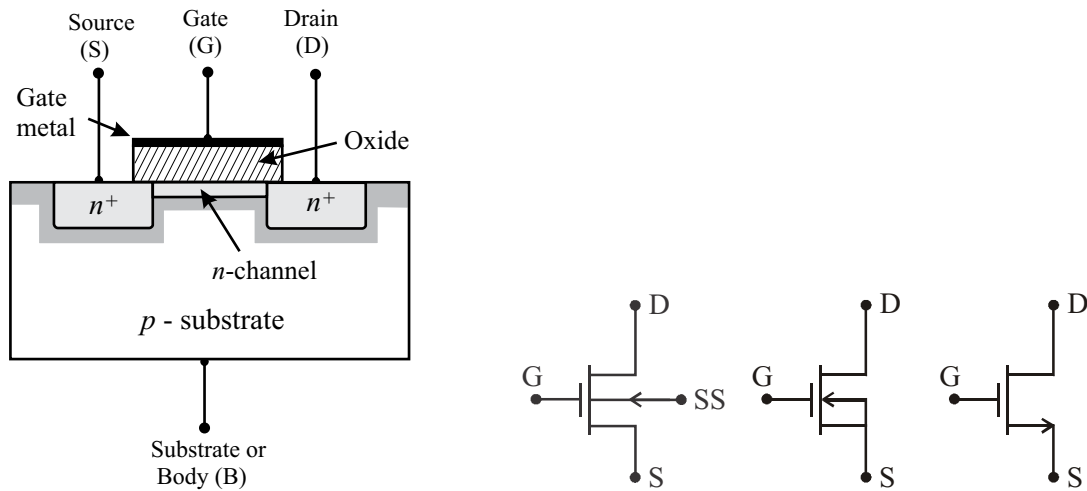 Source
(S)
Gate
(G)
Drain
(D)
Gate
metal
Oxide
n⁺
n⁺
n-channel
p - substrate
Substrate or
Body (B)
D
G
SS
S
D
G
S
D
G
S